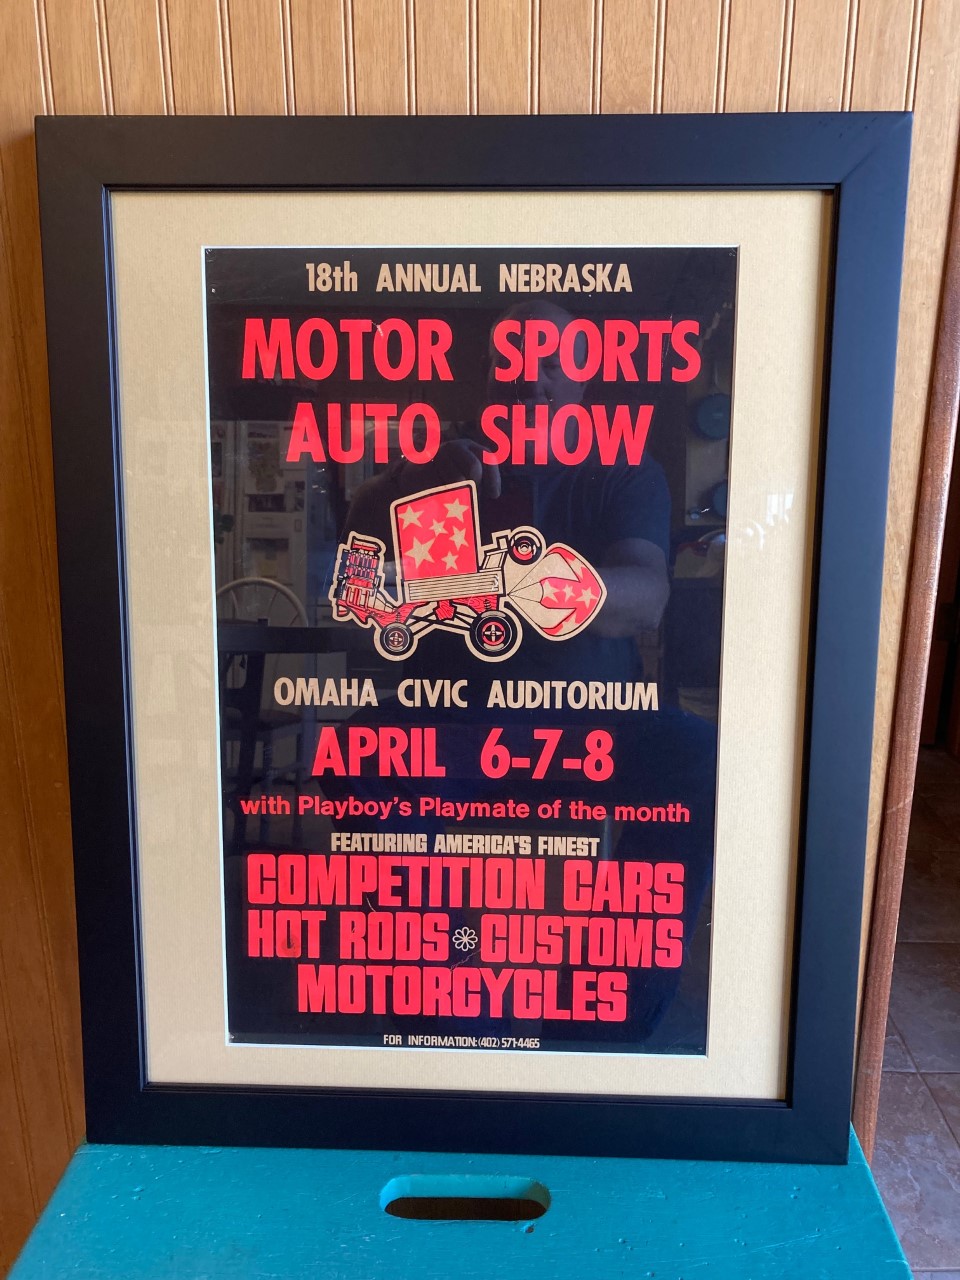 18th ANNUAL NEBRASKA
MOTOR SPORTS
AUTO SHOW
OMAHA CIVIC AUDITORIUM
APRIL 6-7-8
with Playboy's Playmate of the month
FEATURING AMERICA'S FINEST
COMPETITION CARS
HOT RODS CUSTOMS
MOTORCYCLES
FOR INFORMATION:(402) 571-4465